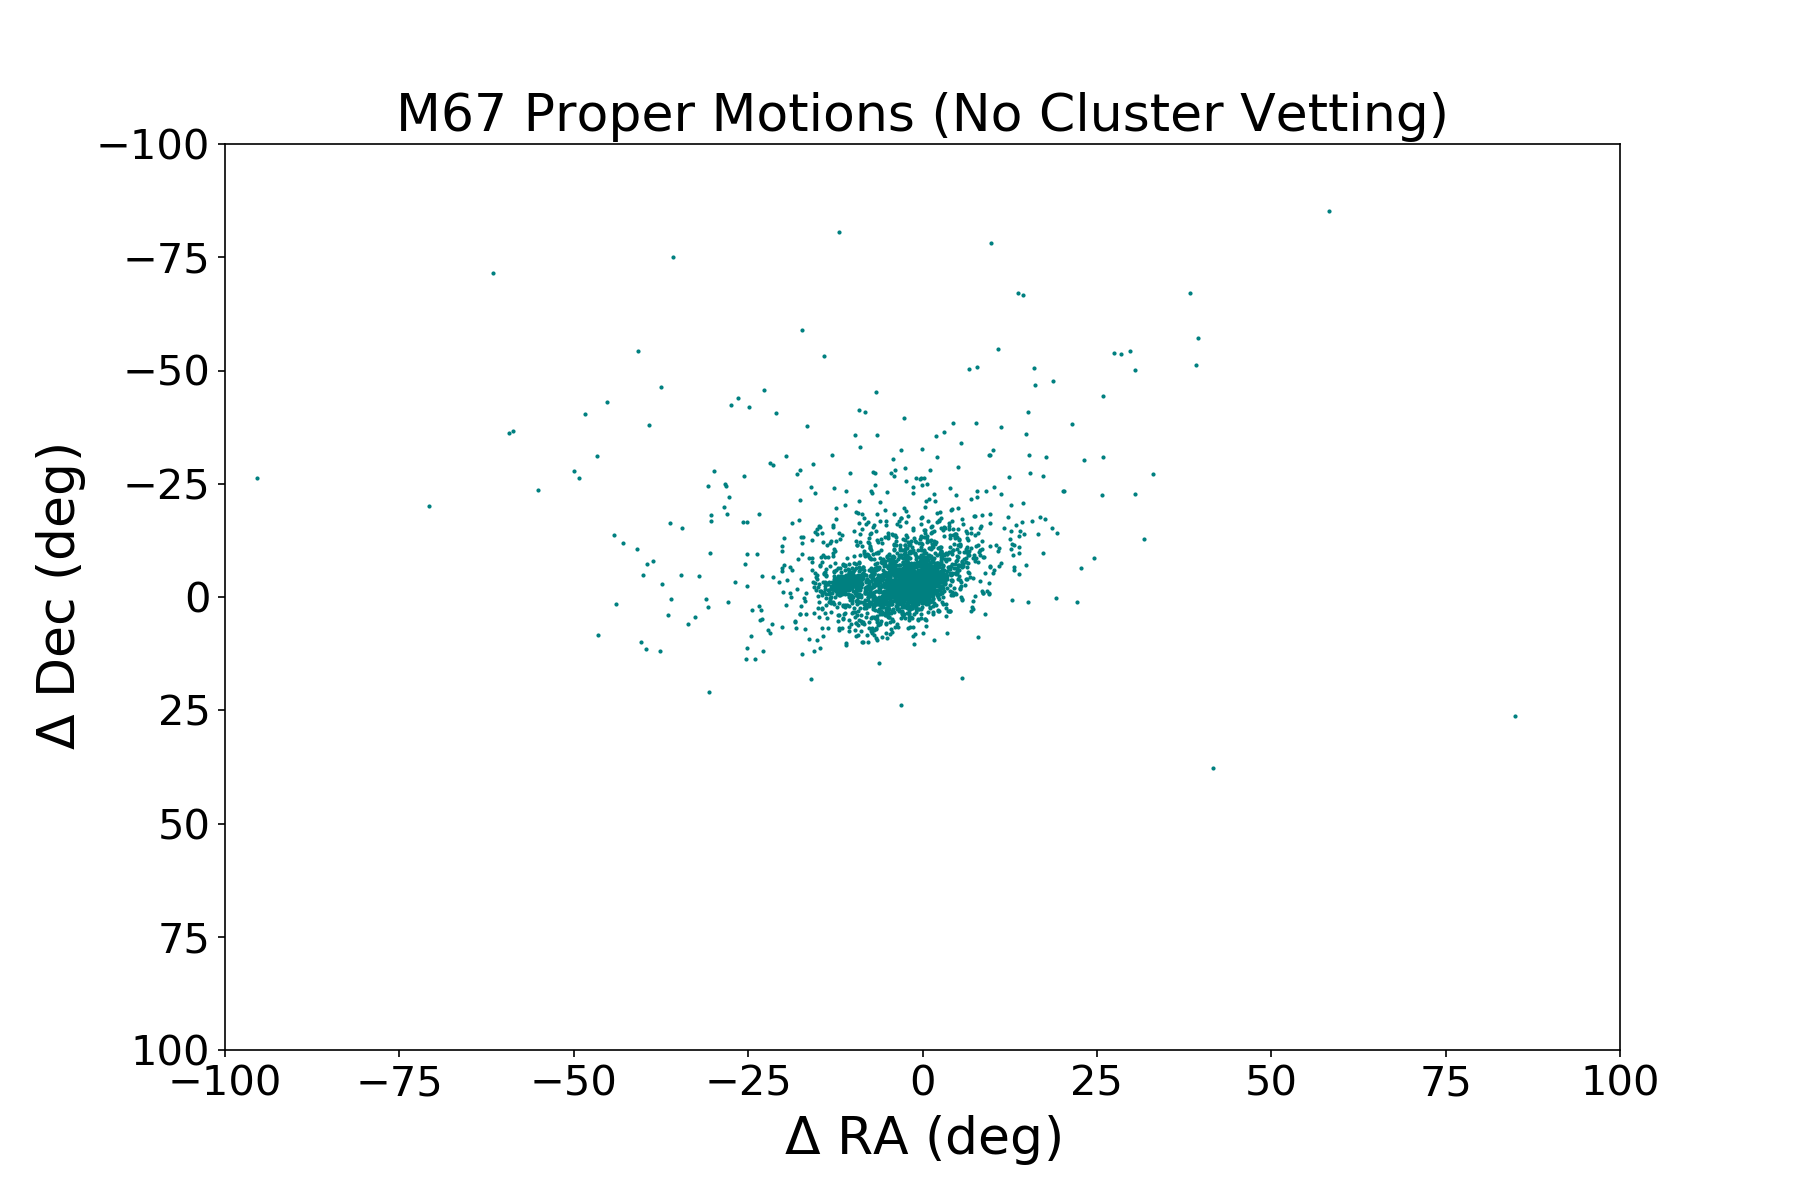 M67 Proper Motions (No Cluster Vetting)
−100
−75
−50
−25
0
25
50
75
100
Δ Dec (deg)
−100 −75 −50 −25 0 25 50 75 100
Δ RA (deg)